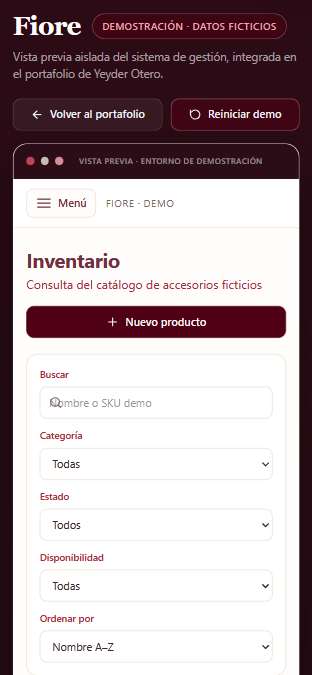 Fiore
DEMOSTRACIÓN · DATOS FICTICIOS
Vista previa aislada del sistema de gestión, integrada en
el portafolio de Yeyder Otero.
Volver al portafolio
Reiniciar demo
VISTA PREVIA · ENTORNO DE DEMOSTRACIÓN
Menú
FIORE · DEMO
Inventario
Consulta del catálogo de accesorios ficticios
Nuevo producto
Buscar
Nombre o SKU demo
Categoría
Todas
Estado
Todos
Disponibilidad
Todas
Ordenar por
Nombre A–Z